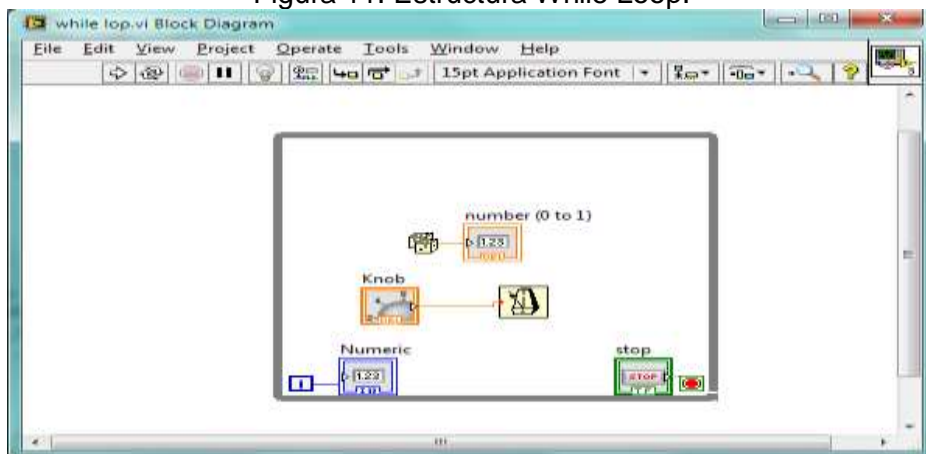 Figura 11. Estructura While Loop.
while lop.vi Block Diagram
File Edit View Project Operate Tools Window Help
15pt Application Font
number (0 to 1)
1.23
Knob
Numeric
1.23
i
stop
STOP
TF